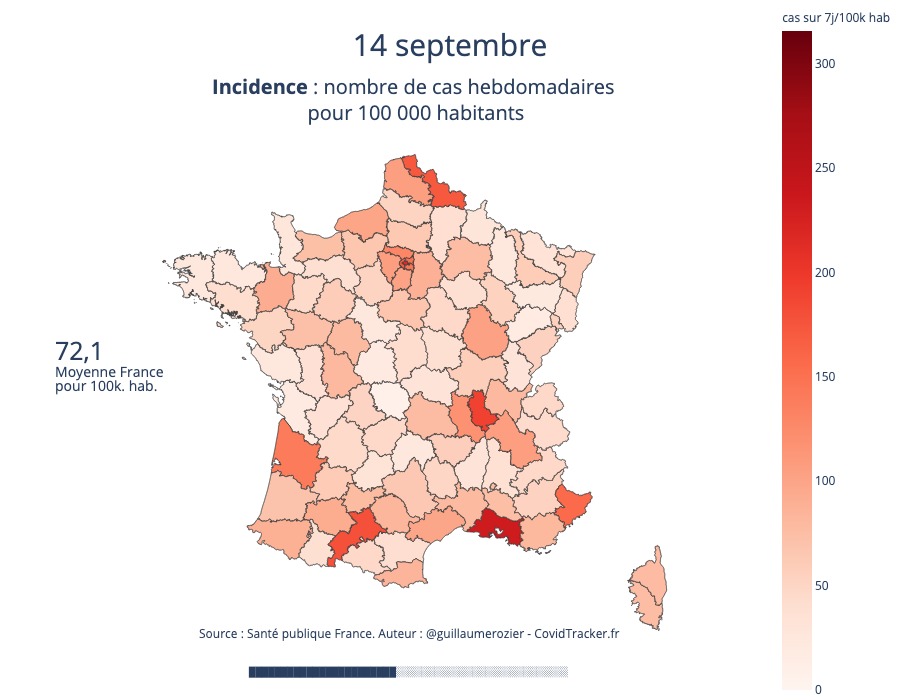 cas sur 7j/100k hab
14 septembre
Incidence : nombre de cas hebdomadaires
pour 100 000 habitants
300
250
200
150
100
50
0
72,1
Moyenne France
pour 100k. hab.
Source : Santé publique France. Auteur : @guillaumerozier - CovidTracker.fr